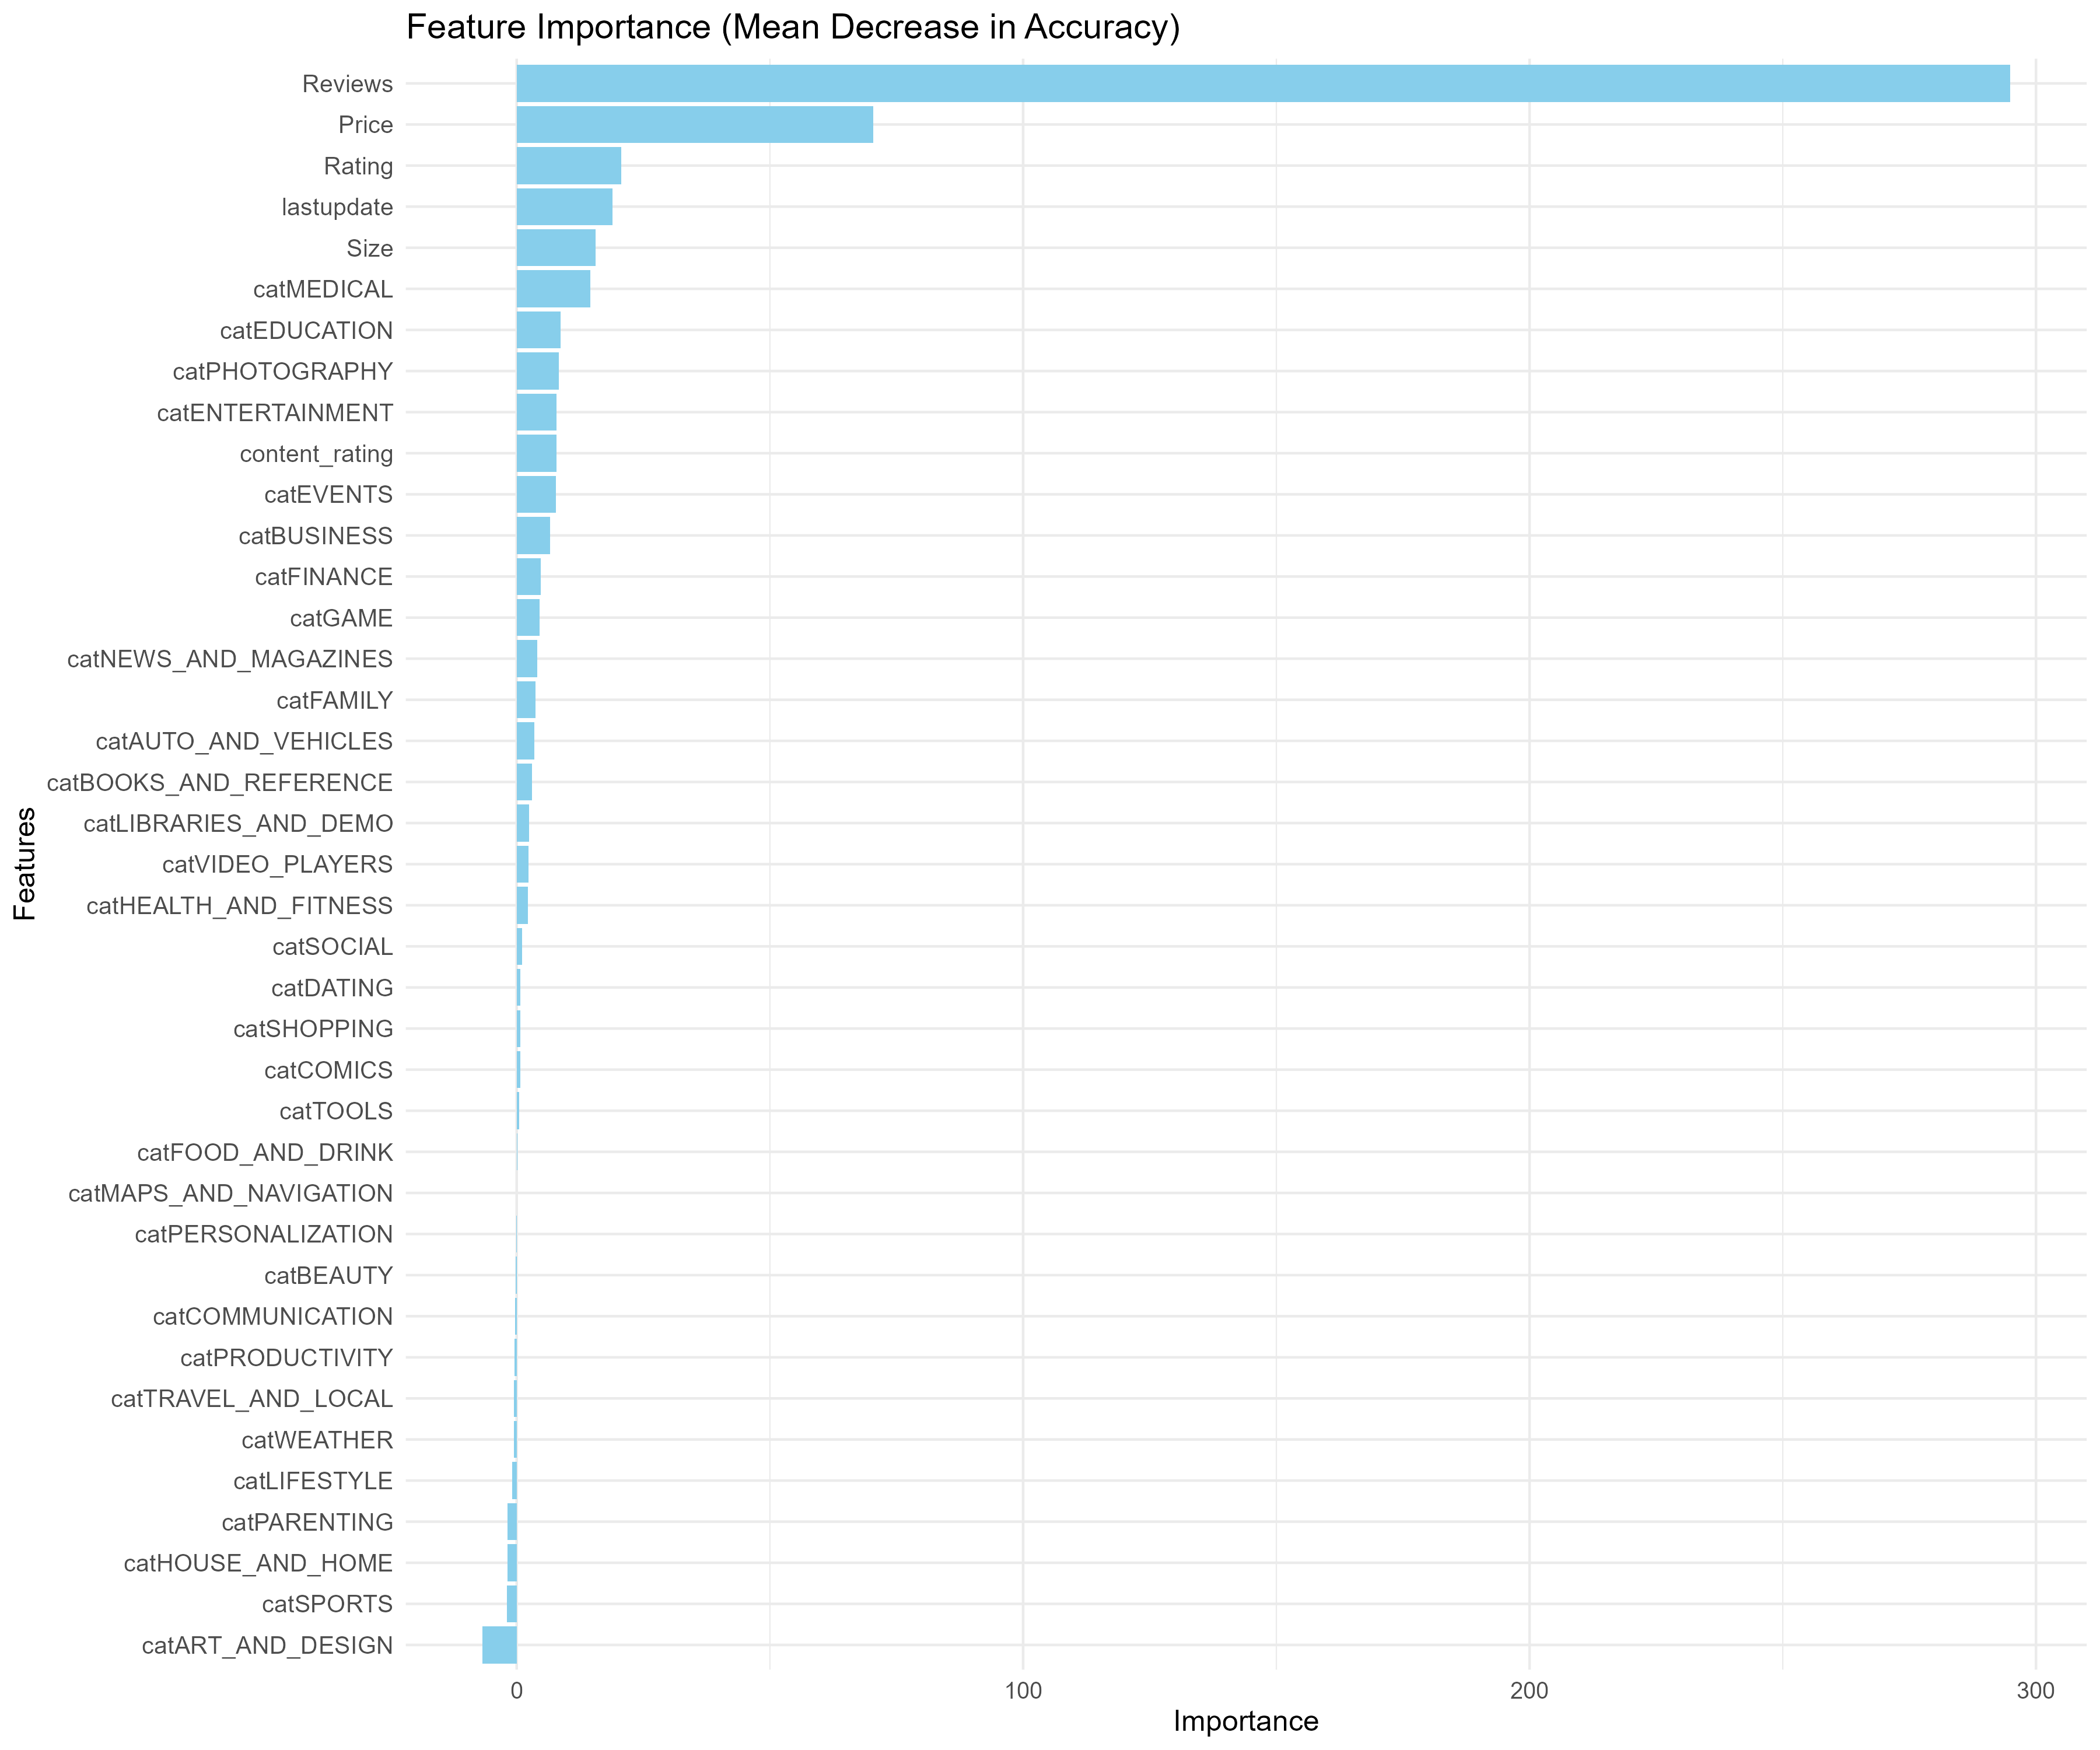 Feature Importance (Mean Decrease in Accuracy)
Reviews
Price
Rating
lastupdate
Size
catMEDICAL
catEDUCATION
catPHOTOGRAPHY
catENTERTAINMENT
content_rating
catEVENTS
catBUSINESS
catFINANCE
catGAME
catNEWS_AND_MAGAZINES
catFAMILY
catAUTO_AND_VEHICLES
catBOOKS_AND_REFERENCE
catLIBRARIES_AND_DEMO
catVIDEO_PLAYERS
catHEALTH_AND_FITNESS
catSOCIAL
catDATING
catSHOPPING
catCOMICS
catTOOLS
catFOOD_AND_DRINK
catMAPS_AND_NAVIGATION
catPERSONALIZATION
catBEAUTY
catCOMMUNICATION
catPRODUCTIVITY
catTRAVEL_AND_LOCAL
catWEATHER
catLIFESTYLE
catPARENTING
catHOUSE_AND_HOME
catSPORTS
catART_AND_DESIGN
Features
0 100 200 300
Importance